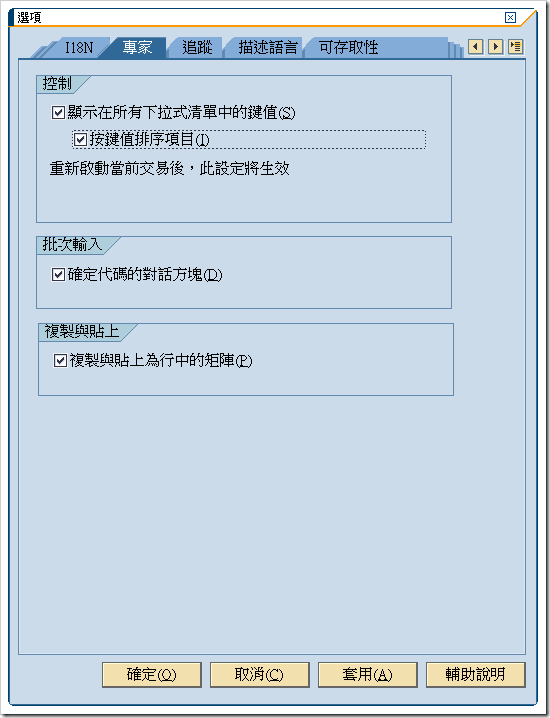 選項
I18N 專家 追蹤 描述語言 可存取性
控制
顯示在所有下拉式清單中的鍵值(S)
按鍵值排序項目(I)
重新啟動當前交易後，此設定將生效
批次輸入
確定代碼的對話方塊(D)
複製與貼上
複製與貼上為行中的矩陣(P)
確定(O) 取消(C) 套用(A) 輔助說明